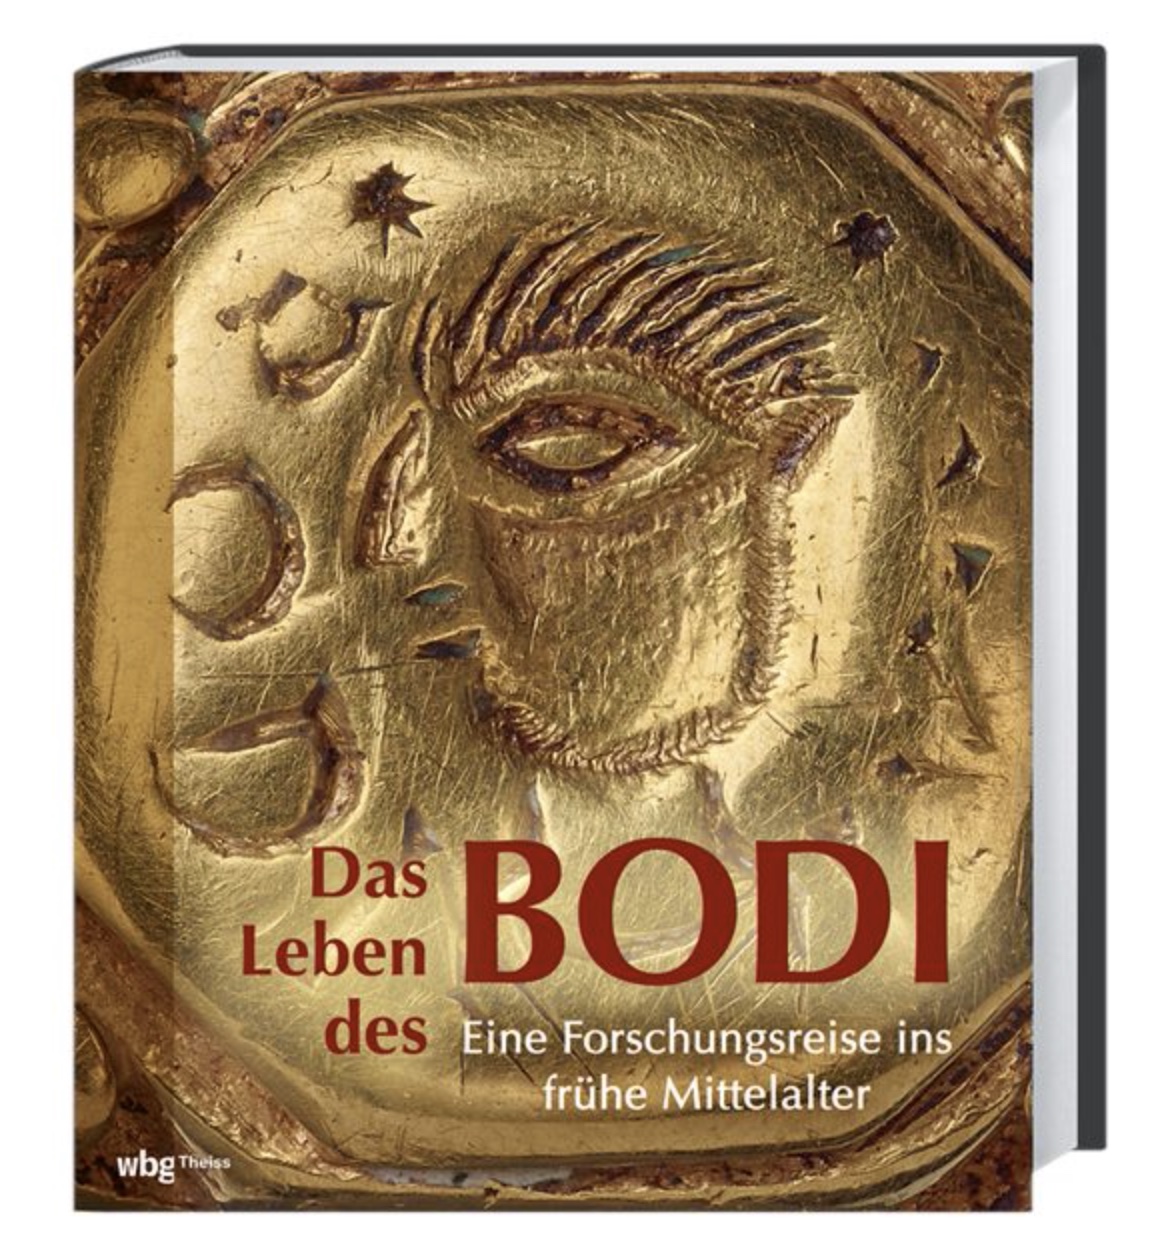 Das
Leben
des
BODI
Eine Forschungsreise ins
frühe Mittelalter
wbg Theiss